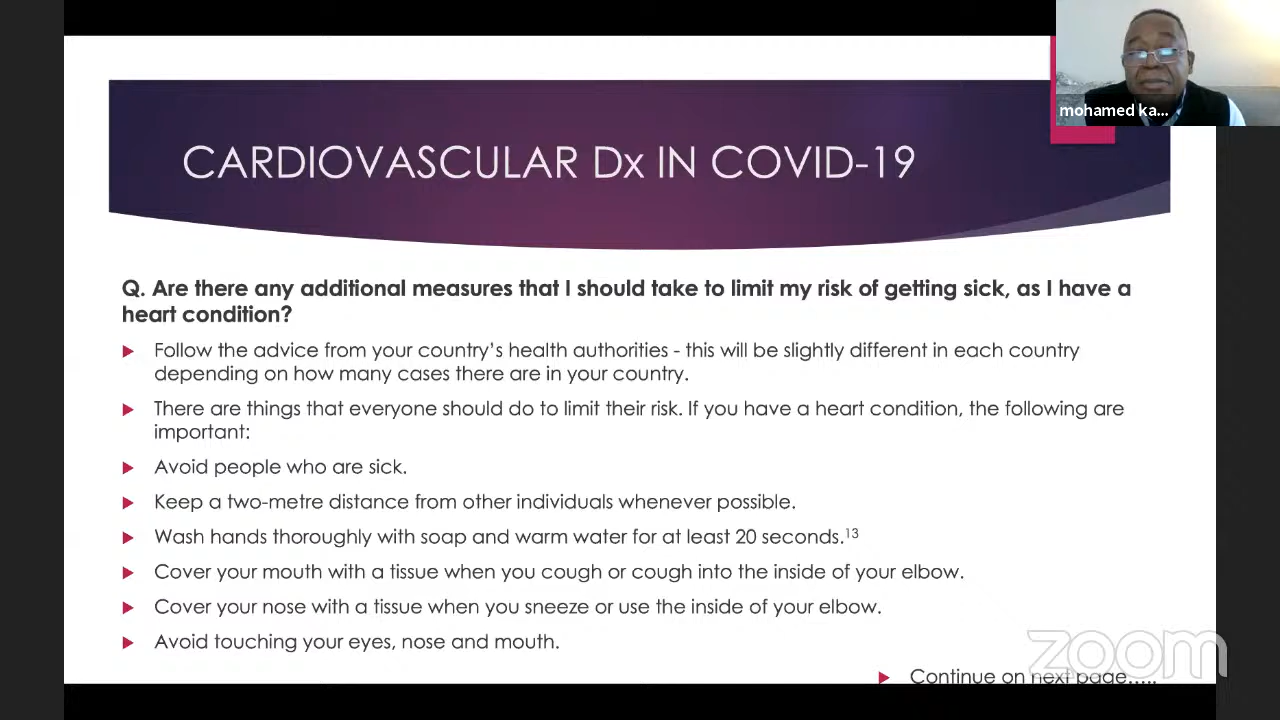 mohamed ka...
CARDIOVASCULAR Dx IN COVID-19
Q. Are there any additional measures that I should take to limit my risk of getting sick, as I have a
heart condition?
Follow the advice from your country’s health authorities - this will be slightly different in each country
depending on how many cases there are in your country.
There are things that everyone should do to limit their risk. If you have a heart condition, the following are
important:
Avoid people who are sick.
Keep a two-metre distance from other individuals whenever possible.
Wash hands thoroughly with soap and warm water for at least 20 seconds.¹³
Cover your mouth with a tissue when you cough or cough into the inside of your elbow.
Cover your nose with a tissue when you sneeze or use the inside of your elbow.
Avoid touching your eyes, nose and mouth.
zoom
Continue on next page.....